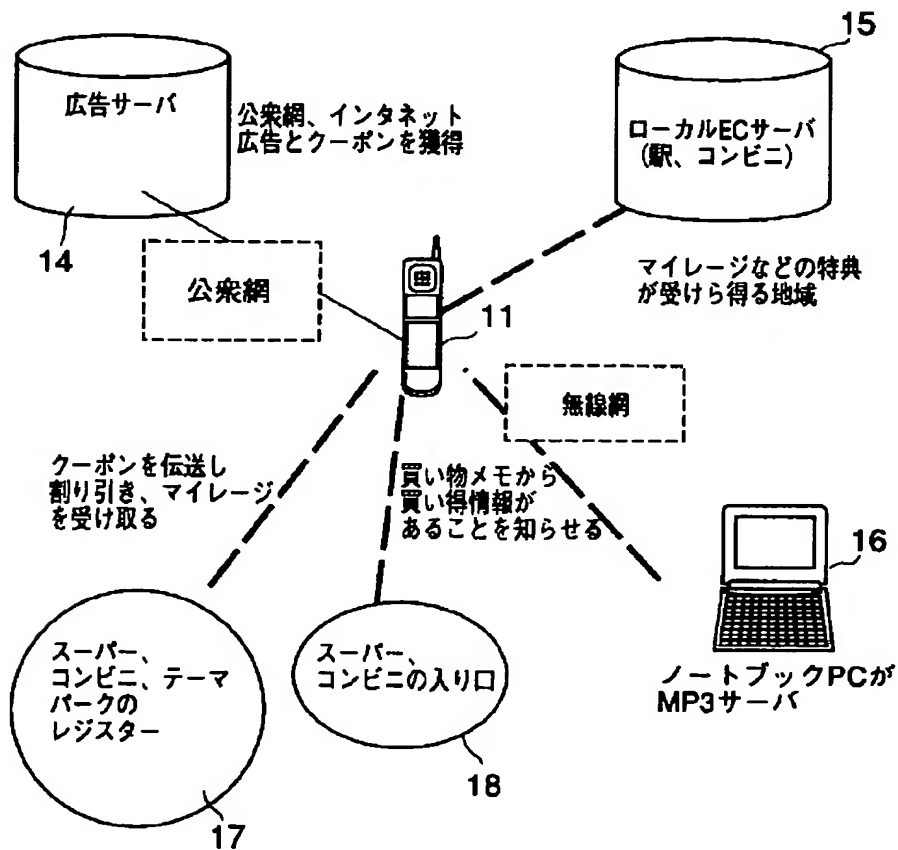 15
広告サーバ
公衆網、インタネット
広告とクーポンを獲得
ローカルECサーバ
(駅、コンビニ)
14
公衆網
マイレージなどの特典
が受けら得る地域
11
無線網
クーポンを伝送し
割り引き、マイレージ
を受け取る
買い物メモから
買い得情報が
あることを知らせる
16
スーパー、
コンビニ、テーマ
パークの
レジスター
スーパー、
コンビニの入り口
ノートブックPCが
MP3サーバ
18
17